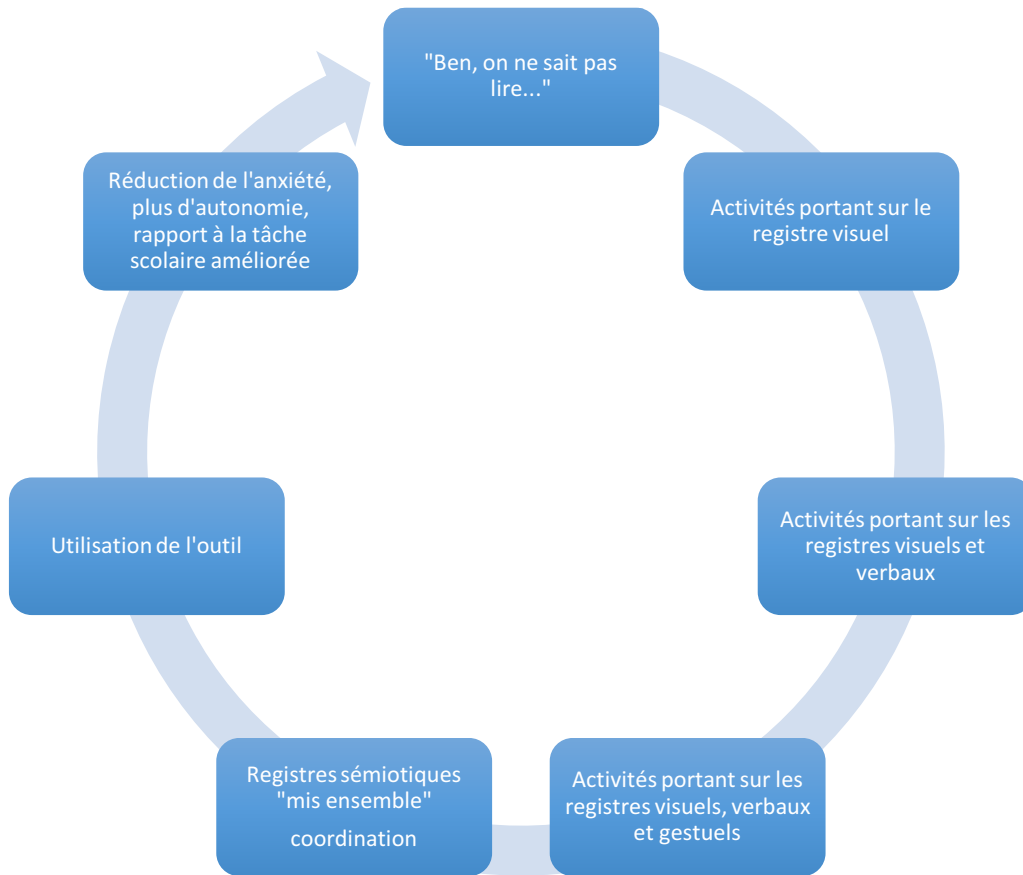 "Ben, on ne sait pas
lire..."
Activités portant sur le
registre visuel
Activités portant sur les
registres visuels et
verbaux
Activités portant sur les
registres visuels, verbaux
et gestuels
Registres sémiotiques
"mis ensemble"
coordination
Utilisation de l'outil
Réduction de l'anxiété,
plus d'autonomie,
rapport à la tâche
scolaire améliorée